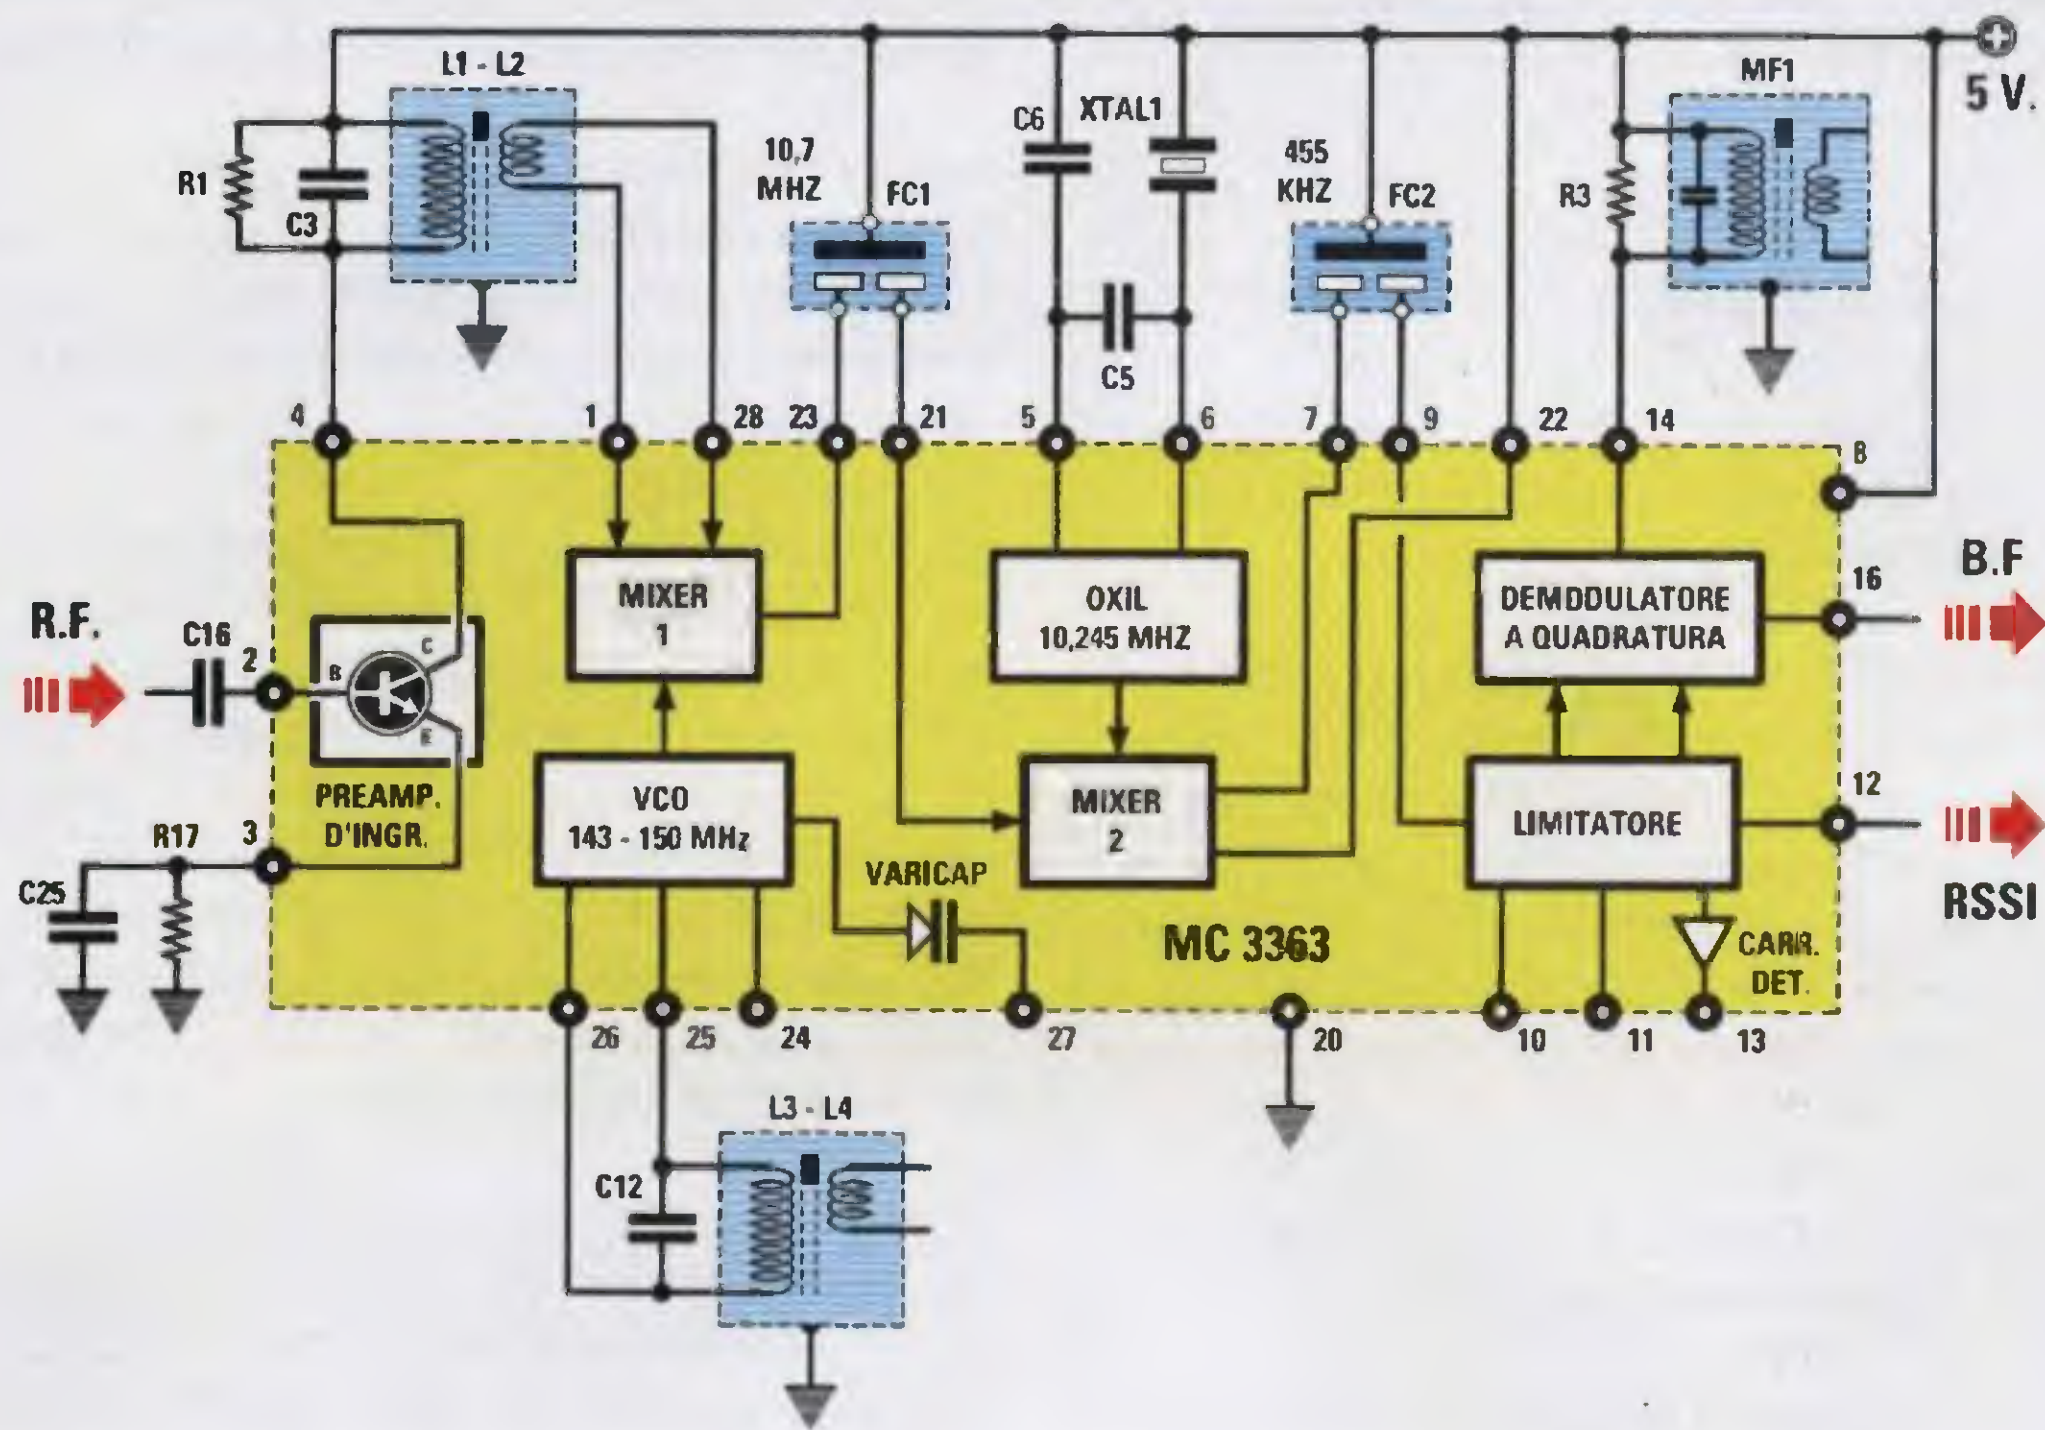 L1 - L2
MF1
5 V.
C6
XTAL1
10,7
MHZ
FC1
455
KHZ
FC2
R1
C3
R3
C5
4
1
28
23
21
5
6
7
9
22
14
8
MIXER
1
OXIL
10,245 MHZ
DEMODULATORE
A QUADRATURA
16
B.F
R.F.
C16
2
B
C
E
PREAMP.
D'INGR.
VCO
143 - 150 MHz
MIXER
2
LIMITATORE
12
RSSI
R17
3
C25
VARICAP
MC 3363
CARR.
DET.
26
25
24
27
20
10
11
13
L3 - L4
C12